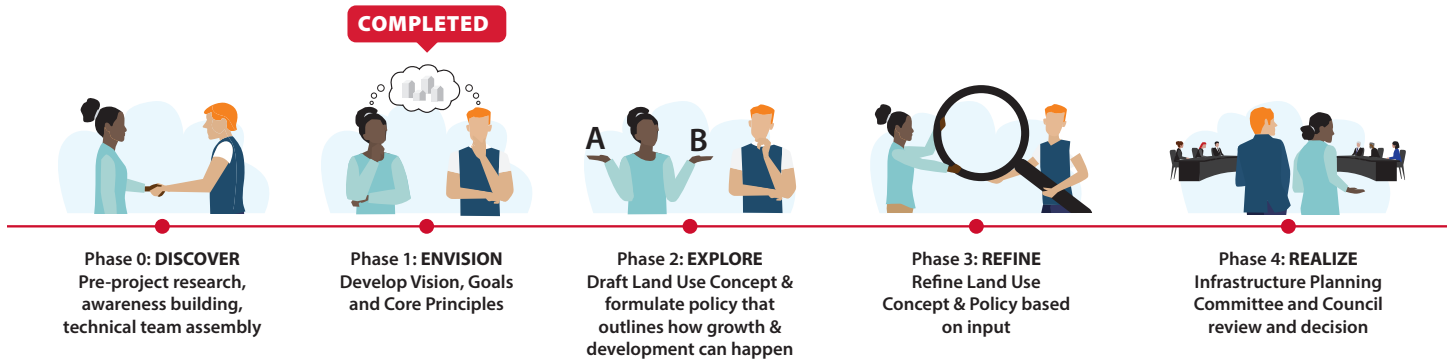 COMPLETED
A B
Phase 0: DISCOVER
Pre-project research,
awareness building,
technical team assembly
Phase 1: ENVISION
Develop Vision, Goals
and Core Principles
Phase 2: EXPLORE
Draft Land Use Concept &
formulate policy that
outlines how growth &
development can happen
Phase 3: REFINE
Refine Land Use
Concept & Policy based
on input
Phase 4: REALIZE
Infrastructure Planning
Committee and Council
review and decision